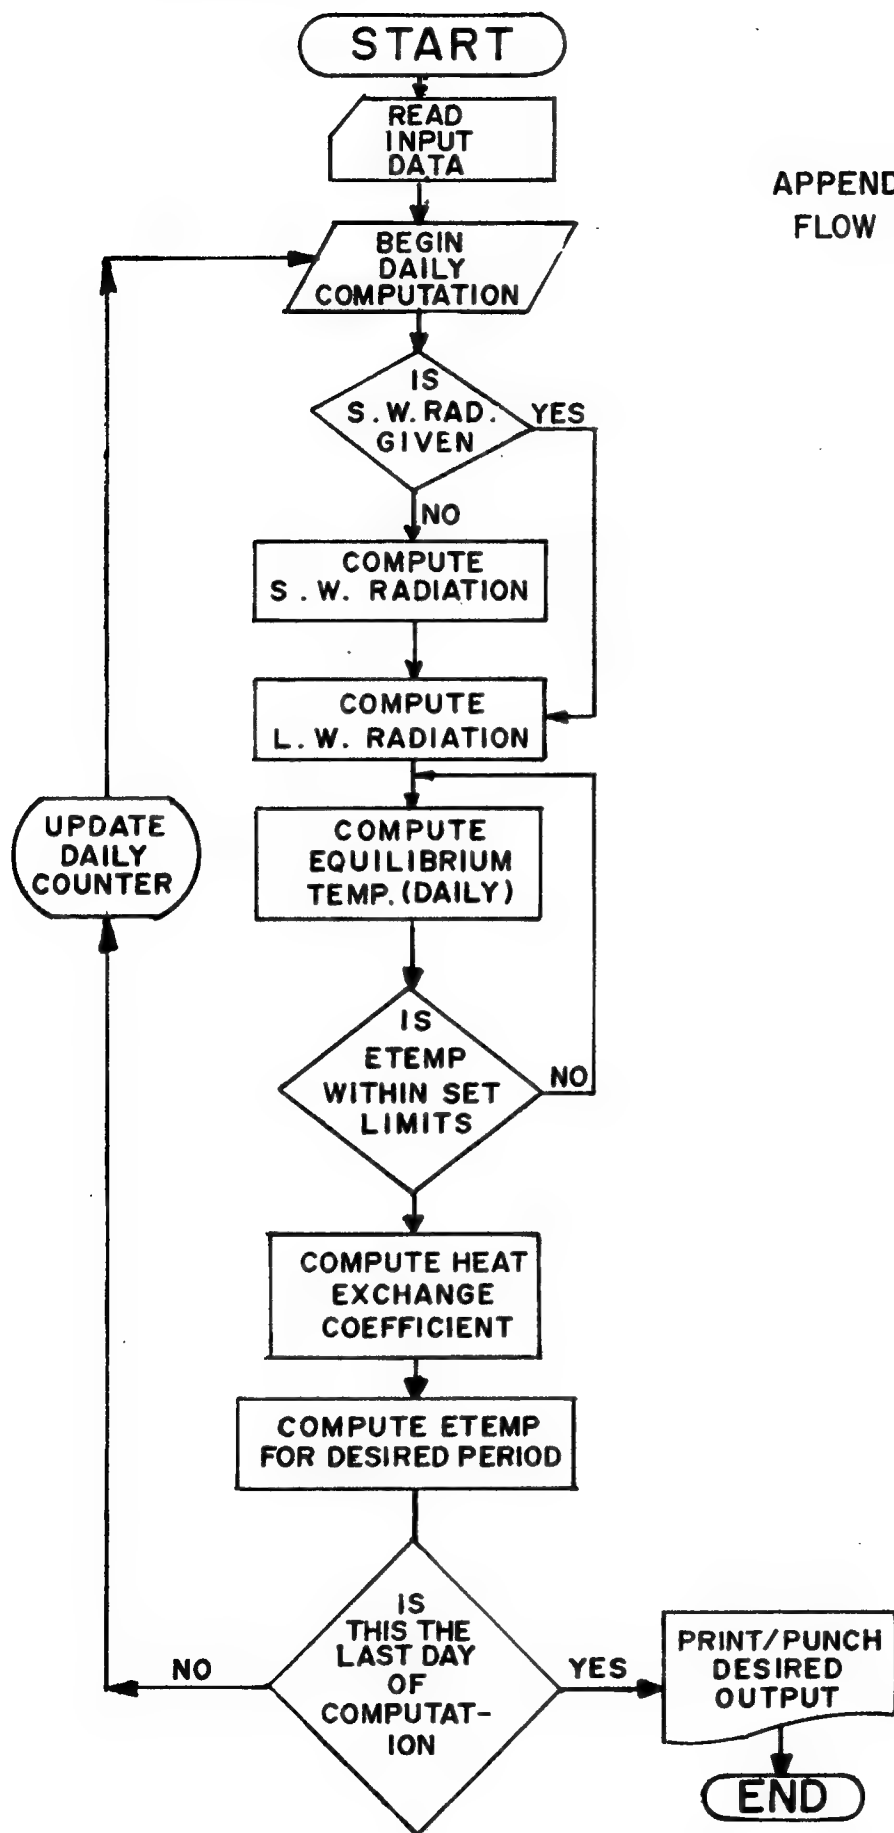 START
READ
INPUT
DATA
APPEND
FLOW
BEGIN
DAILY
COMPUTATION
IS
S.W.RAD.
GIVEN
YES
NO
COMPUTE
S.W. RADIATION
COMPUTE
L.W. RADIATION
UPDATE
DAILY
COUNTER
COMPUTE
EQUILIBRIUM
TEMP.(DAILY)
IS
ETEMP
WITHIN SET
LIMITS
NO
COMPUTE HEAT
EXCHANGE
COEFFICIENT
COMPUTE ETEMP
FOR DESIRED PERIOD
IS
THIS THE
LAST DAY
OF
COMPUTAT-
ION
NO
YES
PRINT/PUNCH
DESIRED
OUTPUT
END